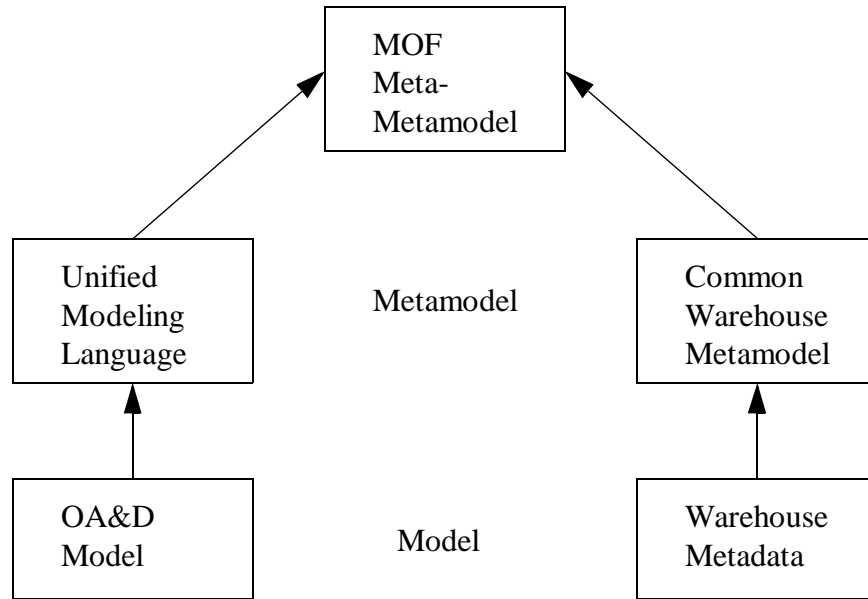 MOF
Meta-
Metamodel
Unified
Modeling
Language
Metamodel
Common
Warehouse
Metamodel
OA&D
Model
Model
Warehouse
Metadata